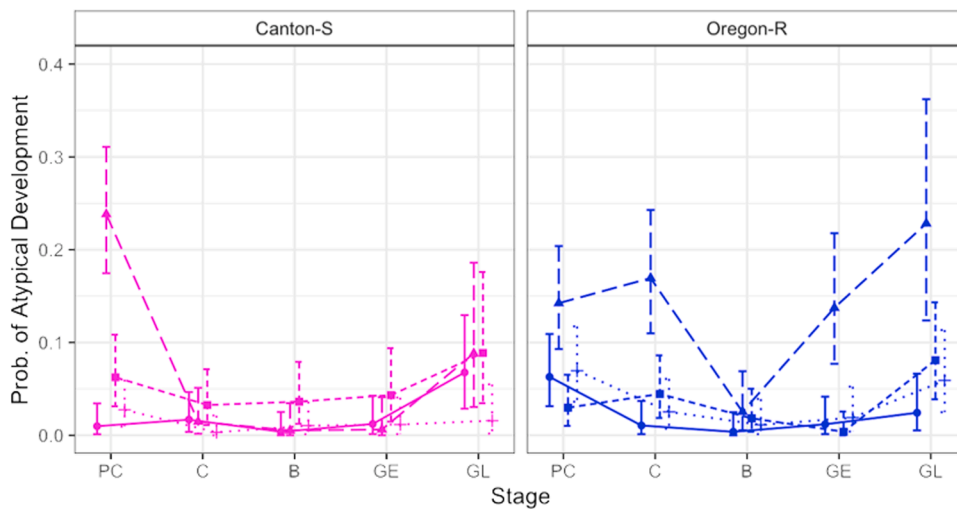 Canton-S Oregon-R
Prob. of Atypical Development
0.4
0.3
0.2
0.1
0.0
PC C B GE GL PC C B GE GL
Stage